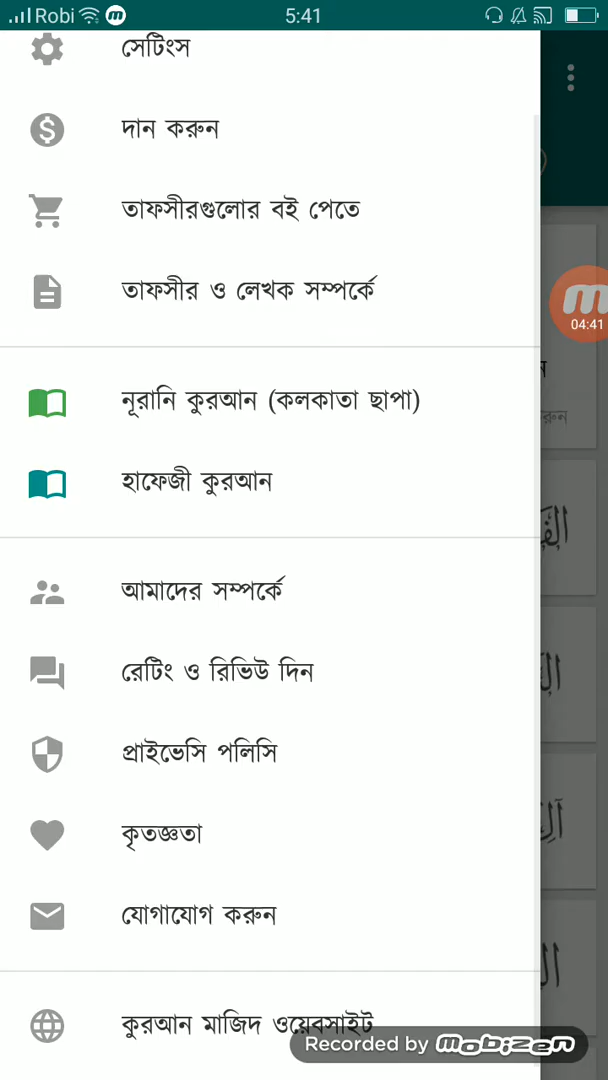 Robi 5:41
সেটিংস
দান করুন
তাফসীরগুলোর বই পেতে
তাফসীর ও লেখক সম্পর্কে
04:41
নূরানি কুরআন (কলকাতা ছাপা)
ন
রুন
হাফেজী কুরআন
আমাদের সম্পর্কে
রেটিং ও রিভিউ দিন
প্রাইভেসি পলিসি
কৃতজ্ঞতা
যোগাযোগ করুন
কুরআন মাজিদ ওয়েবসাইট
Recorded by mobizen